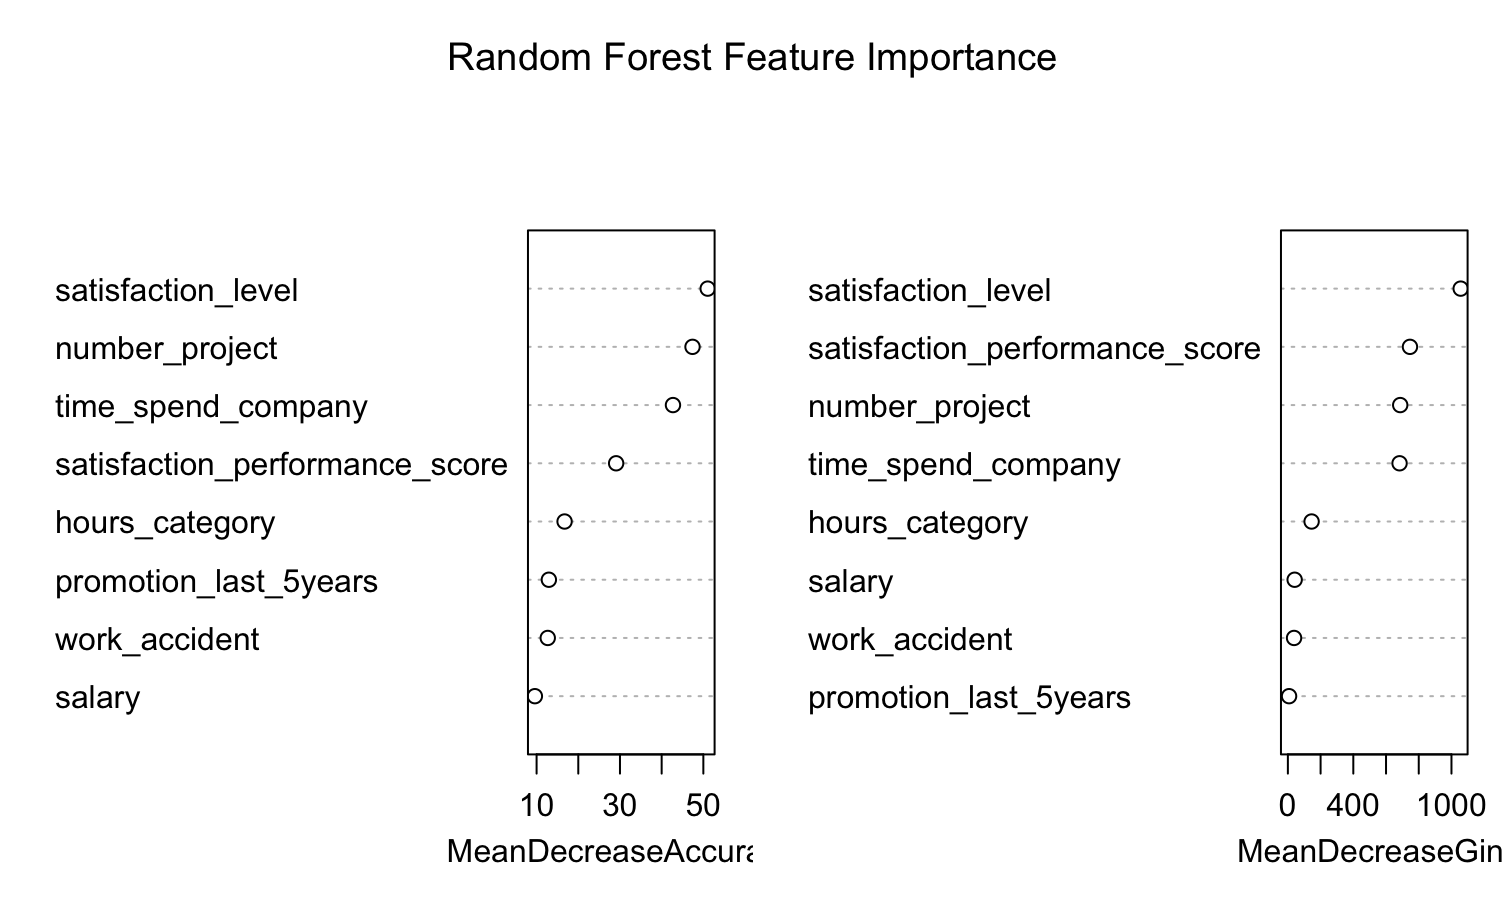 Random Forest Feature Importance
satisfaction_level
number_project
time_spend_company
satisfaction_performance_score
hours_category
promotion_last_5years
work_accident
salary
10 30 50
MeanDecreaseAccura
satisfaction_level
satisfaction_performance_score
number_project
time_spend_company
hours_category
salary
work_accident
promotion_last_5years
0 400 1000
MeanDecreaseGin